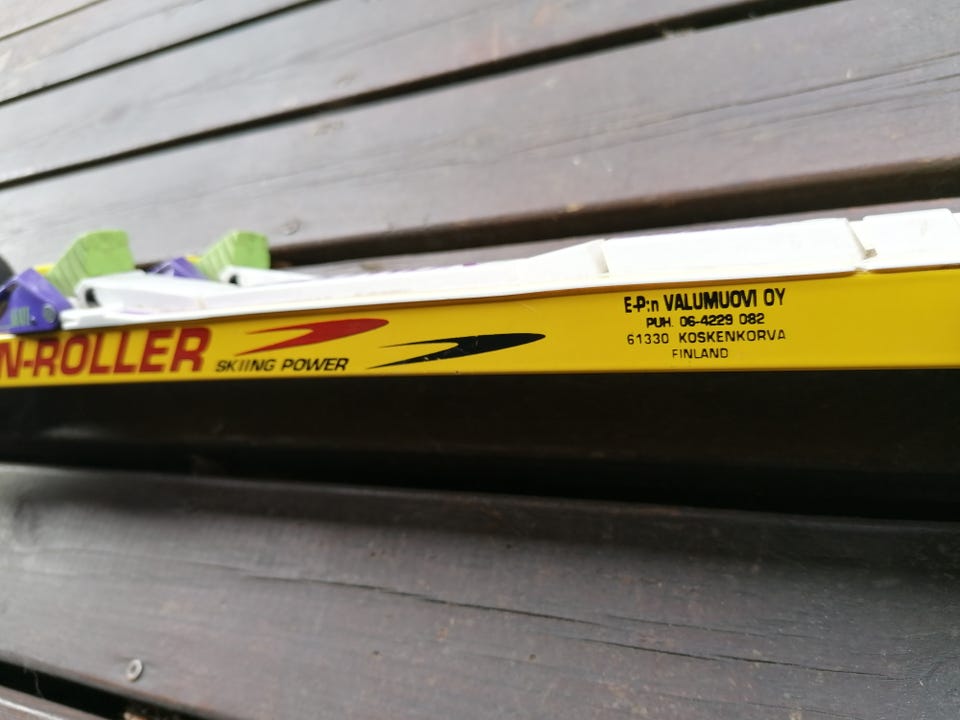 N-ROLLER
SKIING POWER
E-P:n VALUMUOVI OY
PUH. 06-4229 082
61330 KOSKENKORVA
FINLAND